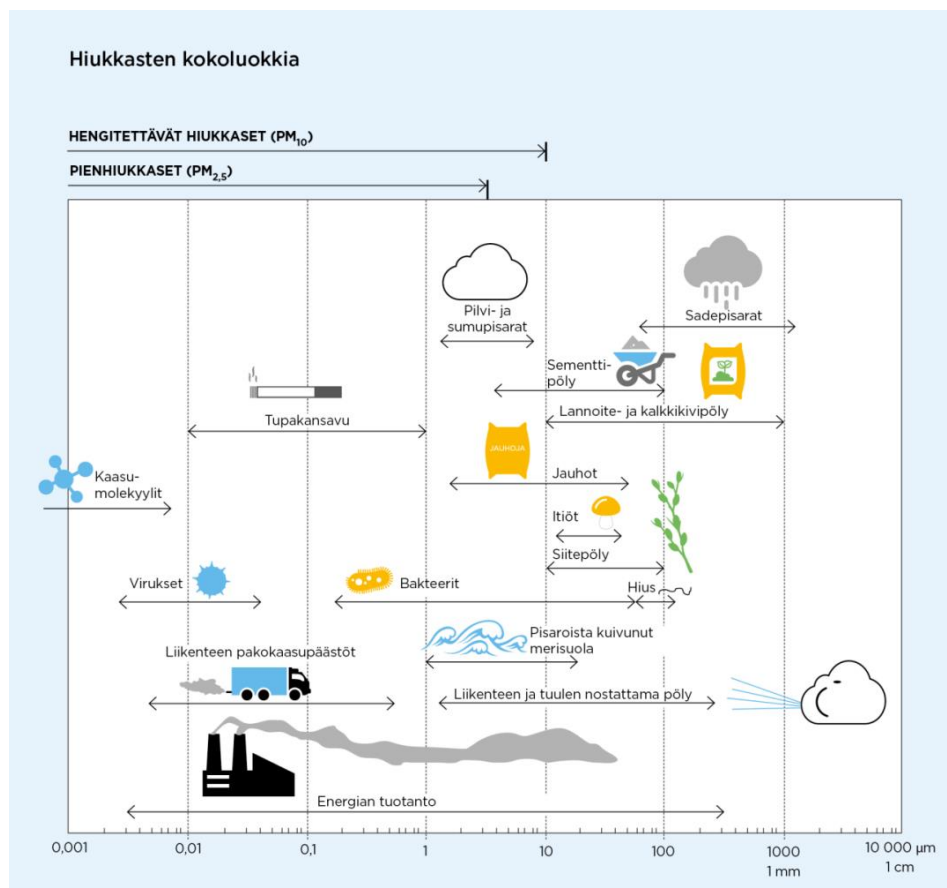 Hiukkasten kokoluokkia
HENGITETTÄVÄT HIUKKASET (PM10)
PIENHIUKKASET (PM2,5)
Pilvi- ja
sumupisarat
Sadepisarat
Sementti-
pöly
Lannoite- ja kalkkikivipöly
Tupakansavu
JAUHOJA
Jauhot
Kaasu-
molekyylit
Itiöt
Siitepöly
Virukset
Bakteerit
Hius
Pisaroista kuivunut
merisuola
Liikenteen pakokaasupäästöt
Liikenteen ja tuulen nostattama pöly
Energian tuotanto
0,001 0,01 0,1 1 10 100 1000 10 000 µm
1 mm 1 cm